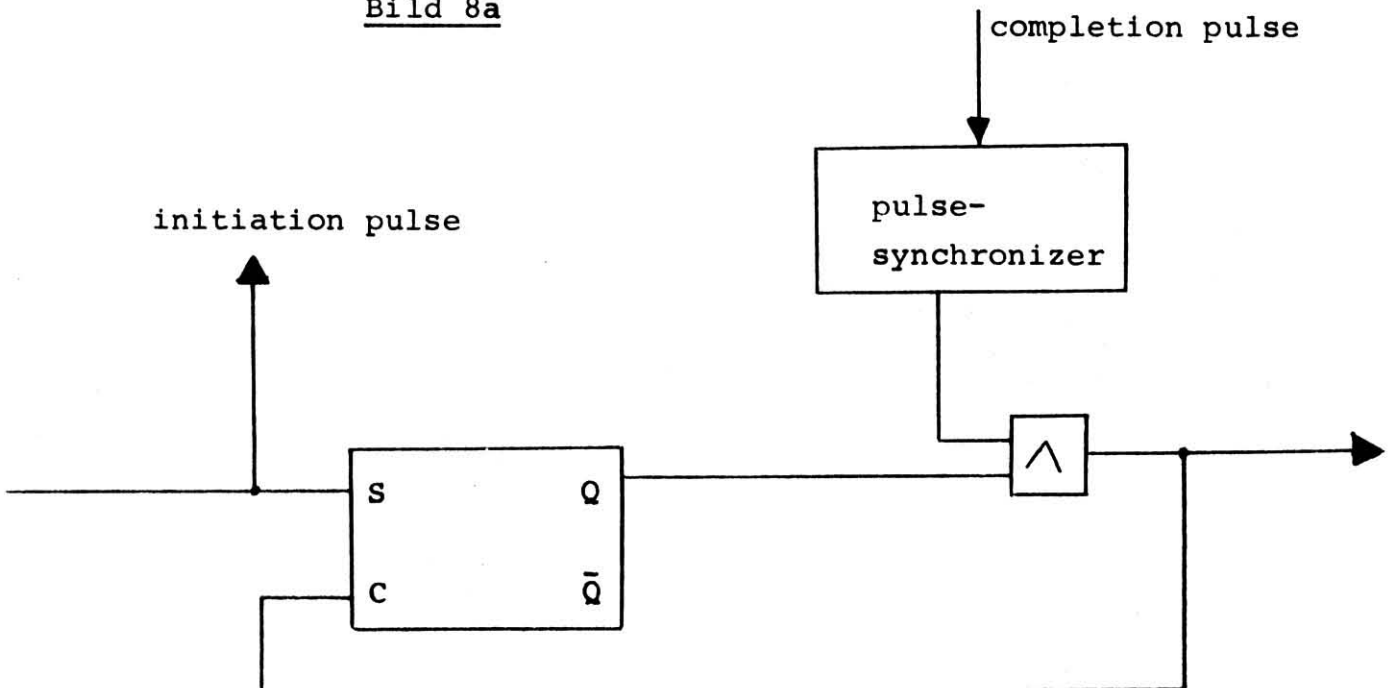 Bild 8a
completion pulse
pulse-
synchronizer
initiation pulse
∧
S Q
C Q̄